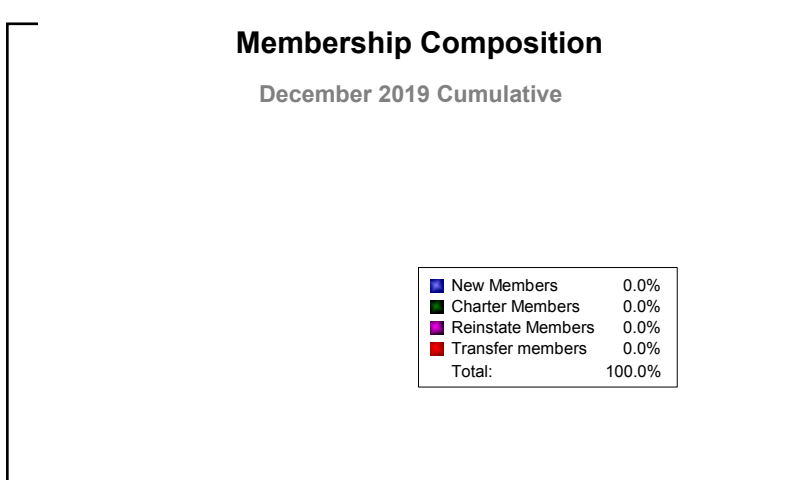 Membership Composition
December 2019 Cumulative
New Members 0.0%
Charter Members 0.0%
Reinstate Members 0.0%
Transfer members 0.0%
Total: 100.0%